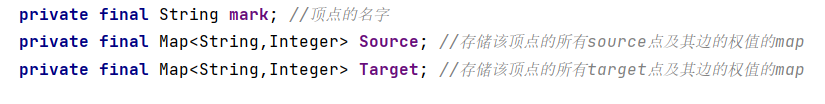 private final String mark; //顶点的名字
private final Map<String,Integer> Source; //存储该顶点的所有source点及其边的权值的map
private final Map<String,Integer> Target; //存储该顶点的所有target点及其边的权值的map